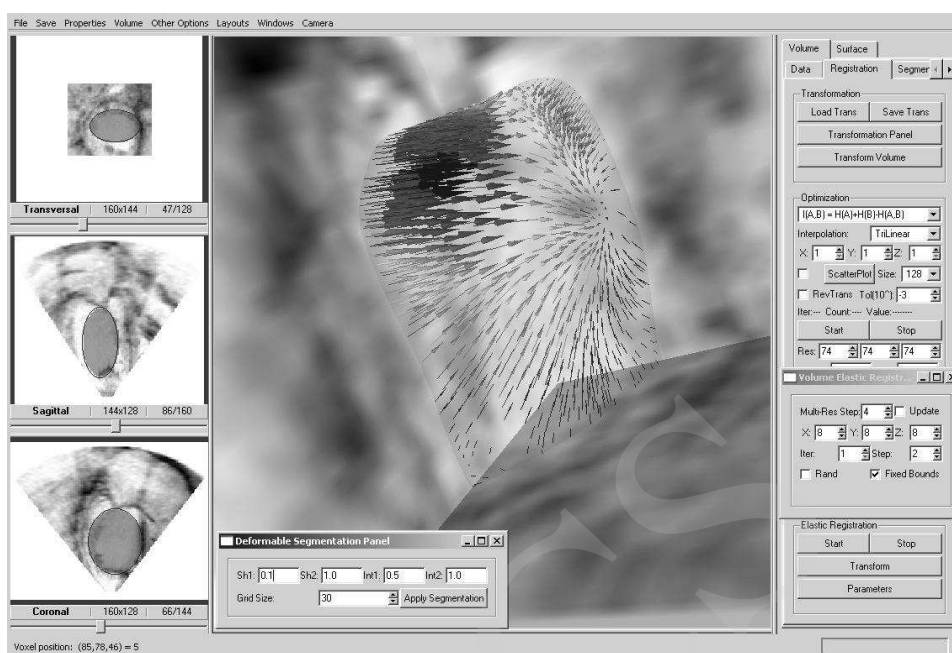 File Save Properties Volume Other Options Layouts Windows Camera
Transversal 160x144 47/128
Sagittal 144x128 86/160
Coronal 160x128 66/144
Voxel position: (85,78,46) = 5
Deformable Segmentation Panel
Sh1: 0.1 Sh2: 1.0 Int1: 0.5 Int2: 1.0
Grid Size: 30 Apply Segmentation
Volume Surface
Data Registration Segmer
Transformation
Load Trans Save Trans
Transformation Panel
Transform Volume
Optimization
I(A,B) = H(A)+H(B)-H(A,B)
Interpolation: TriLinear
X: 1 Y: 1 Z: 1
ScatterPlot Size: 128
RevTrans Tol(10^): -3
Iter:--- Count:---- Value:--------
Start Stop
Res: 74 74 74
Volume Elastic Registr...
Multi-Res Step: 4 Update
X: 8 Y: 8 Z: 8
Iter: 1 Step: 2
Rand Fixed Bounds
Elastic Registration
Start Stop
Transform
Parameters